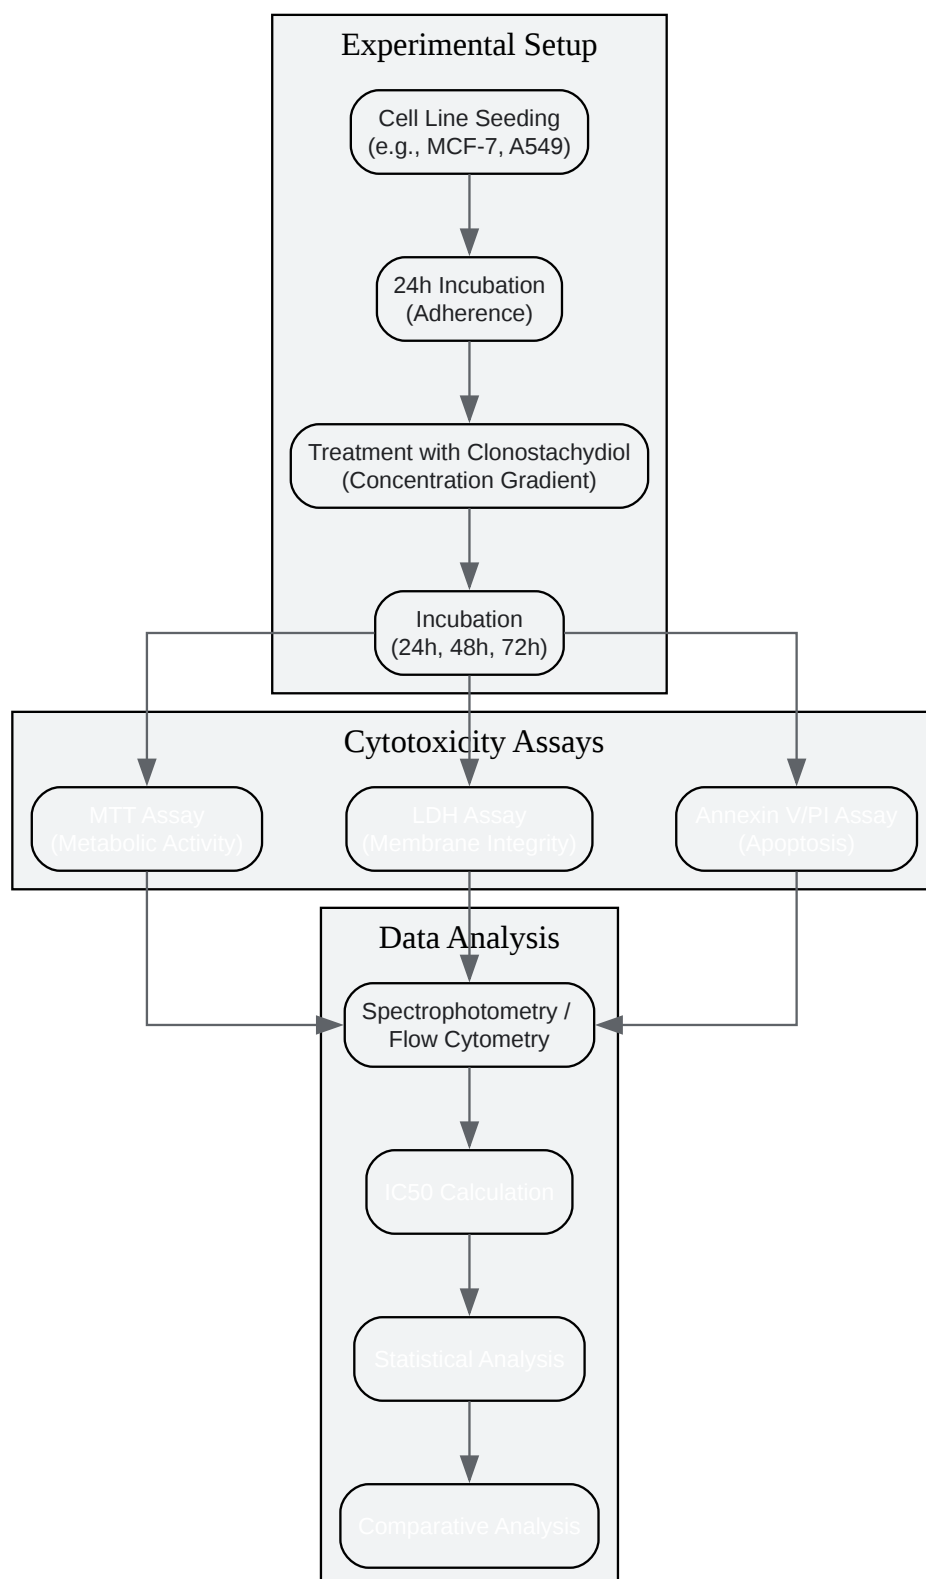 Experimental Setup
Cell Line Seeding
(e.g., MCF-7, A549)
24h Incubation
(Adherence)
Treatment with Clonostachydiol
(Concentration Gradient)
Incubation
(24h, 48h, 72h)
Cytotoxicity Assays
MTT Assay
(Metabolic Activity)
LDH Assay
(Membrane Integrity)
Annexin V/PI Assay
(Apoptosis)
Data Analysis
Spectrophotometry /
Flow Cytometry
IC50 Calculation
Statistical Analysis
Comparative Analysis